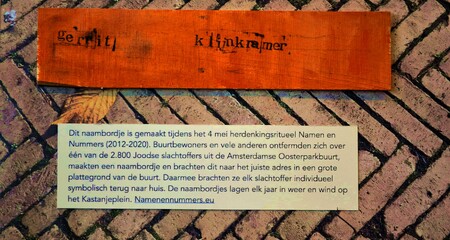 gerrit klinkramer
Dit naambordje is gemaakt tijdens het 4 mei herdenkingsritueel Namen en
Nummers (2012-2020). Buurtbewoners en vele anderen ontfermden zich over
één van de 2.800 Joodse slachtoffers uit de Amsterdamse Oosterparkbuurt,
maakten een naambordje en brachten dit naar het juiste adres in een grote
plattegrond van de buurt. Daarmee brachten ze elk slachtoffer individueel
symbolisch terug naar huis. De naambordjes lagen elk jaar in weer en wind op
het Kastanjeplein. Namenennummers.eu